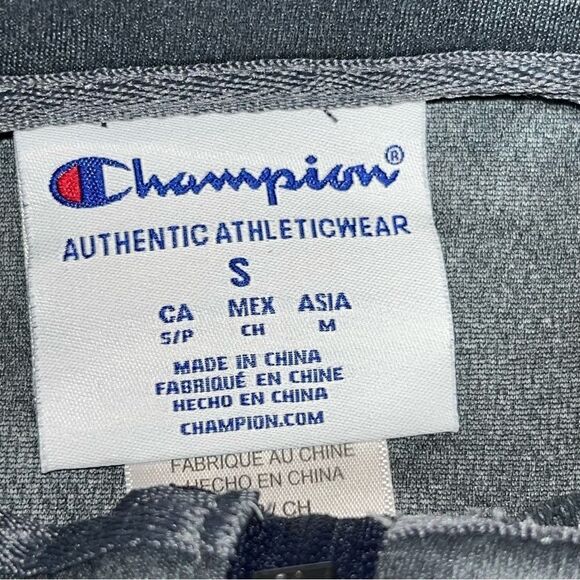 Champion®
AUTHENTIC ATHLETICWEAR
S
CA MEX ASIA
S/P CH M
MADE IN CHINA
FABRIQUÉ EN CHINE
HECHO EN CHINA
CHAMPION.COM
FABRIQUE AU CHINE
HECHO EN CHINA
CH